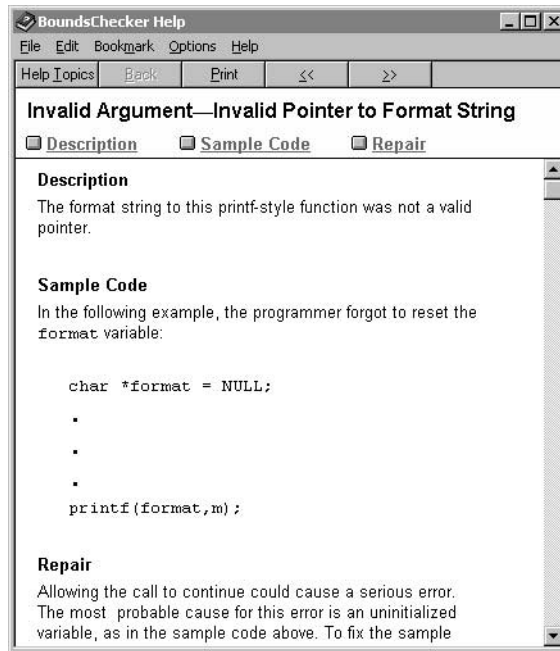 BoundsChecker Help
File Edit Bookmark Options Help
Help Topics Back Print << >>
Invalid Argument—Invalid Pointer to Format String
Description Sample Code Repair
Description
The format string to this printf-style function was not a valid
pointer.
Sample Code
In the following example, the programmer forgot to reset the
format variable:
char *format = NULL;
.
.
.
printf(format,m);
Repair
Allowing the call to continue could cause a serious error.
The most probable cause for this error is an uninitialized
variable, as in the sample code above. To fix the sample